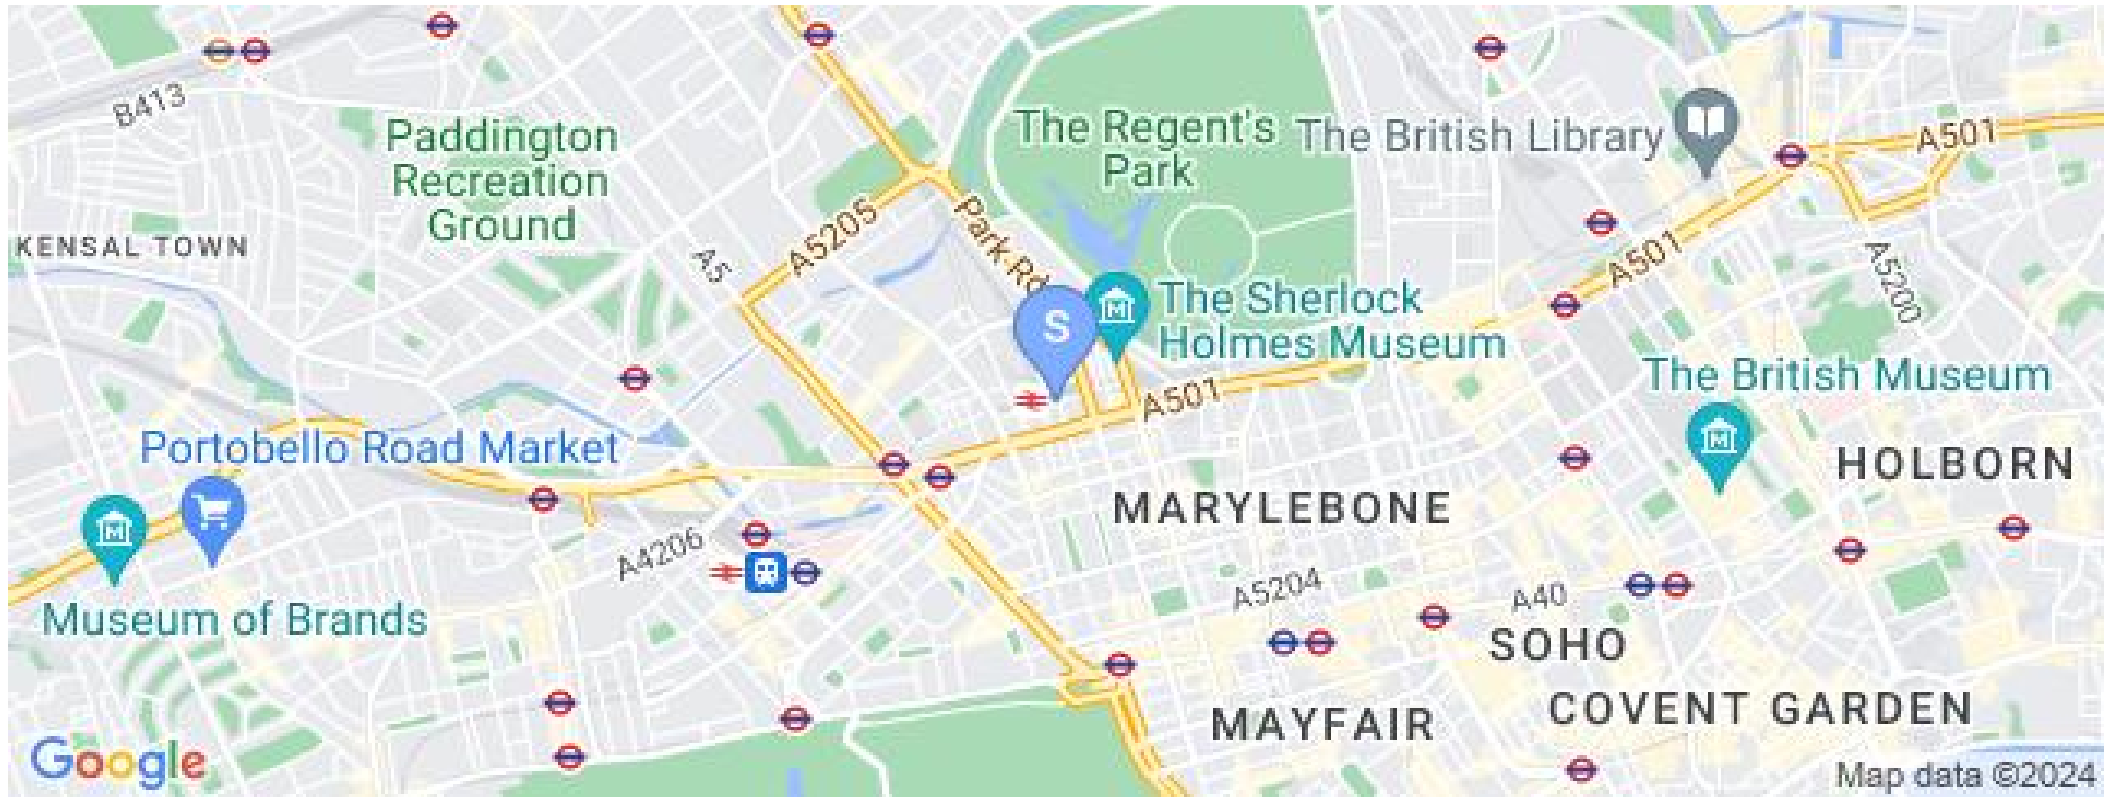 B413
Paddington
Recreation
Ground
The Regent's
Park
The British Library
A501
KENSAL TOWN
A5
A5205
Park Rd
A501
A5200
S
The Sherlock
Holmes Museum
A501
The British Museum
Portobello Road Market
HOLBORN
MARYLEBONE
A4206
A5204
A40
Museum of Brands
SOHO
COVENT GARDEN
MAYFAIR
Google
Map data ©2024